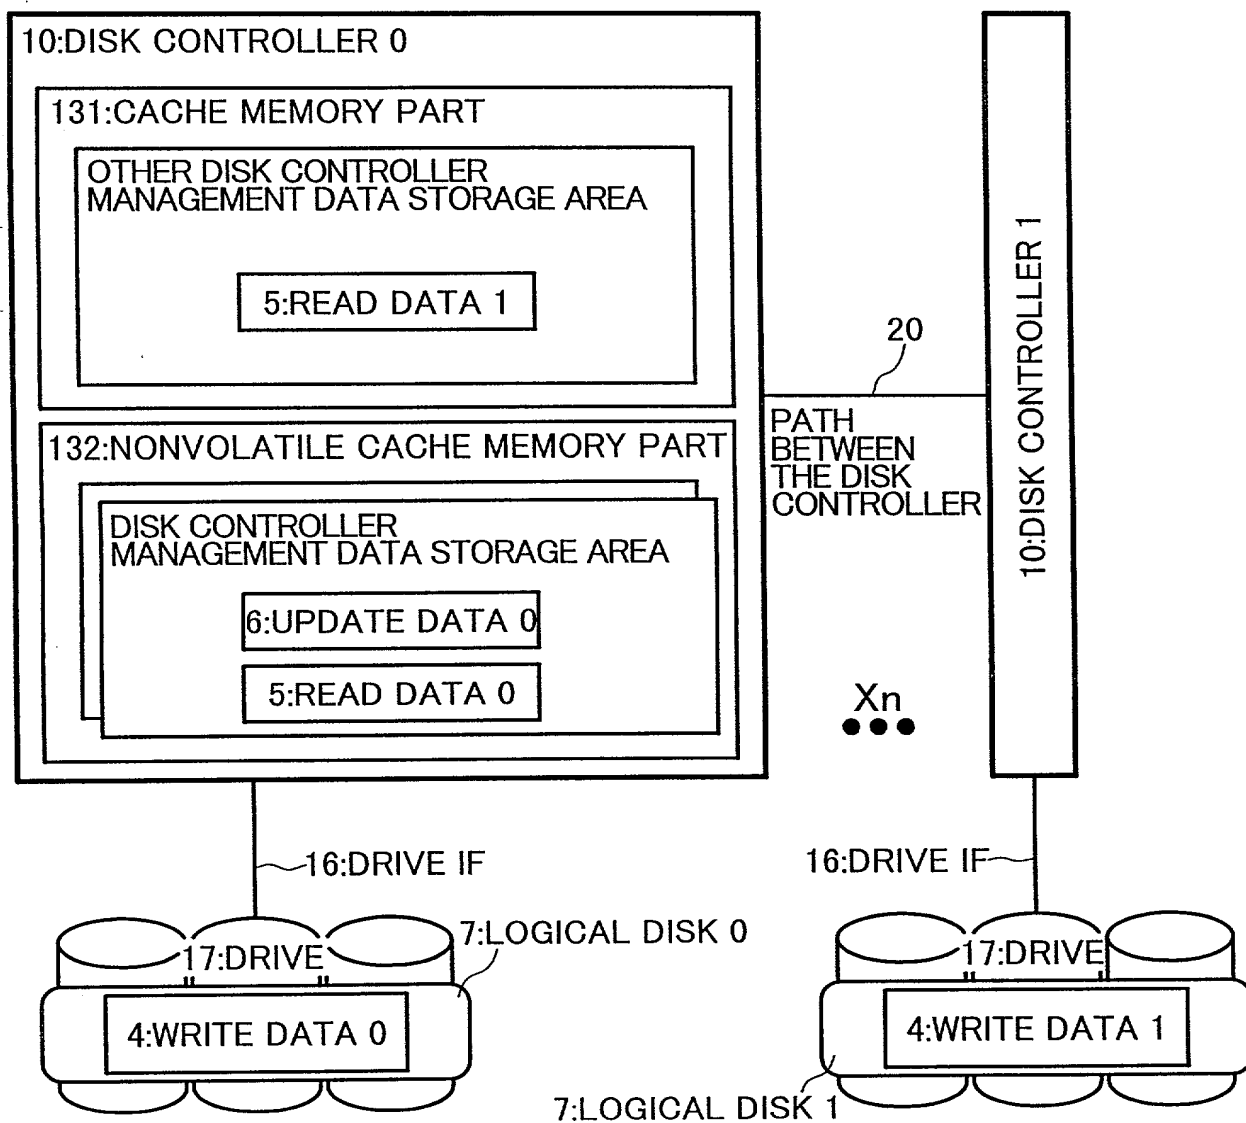 10:DISK CONTROLLER 0
131:CACHE MEMORY PART
OTHER DISK CONTROLLER
MANAGEMENT DATA STORAGE AREA
5:READ DATA 1
132:NONVOLATILE CACHE MEMORY PART
DISK CONTROLLER
MANAGEMENT DATA STORAGE AREA
6:UPDATE DATA 0
5:READ DATA 0
20
PATH
BETWEEN
THE DISK
CONTROLLER
10:DISK CONTROLLER 1
Xn
16:DRIVE IF
16:DRIVE IF
17:DRIVE
7:LOGICAL DISK 0
17:DRIVE
4:WRITE DATA 0
4:WRITE DATA 1
7:LOGICAL DISK 1